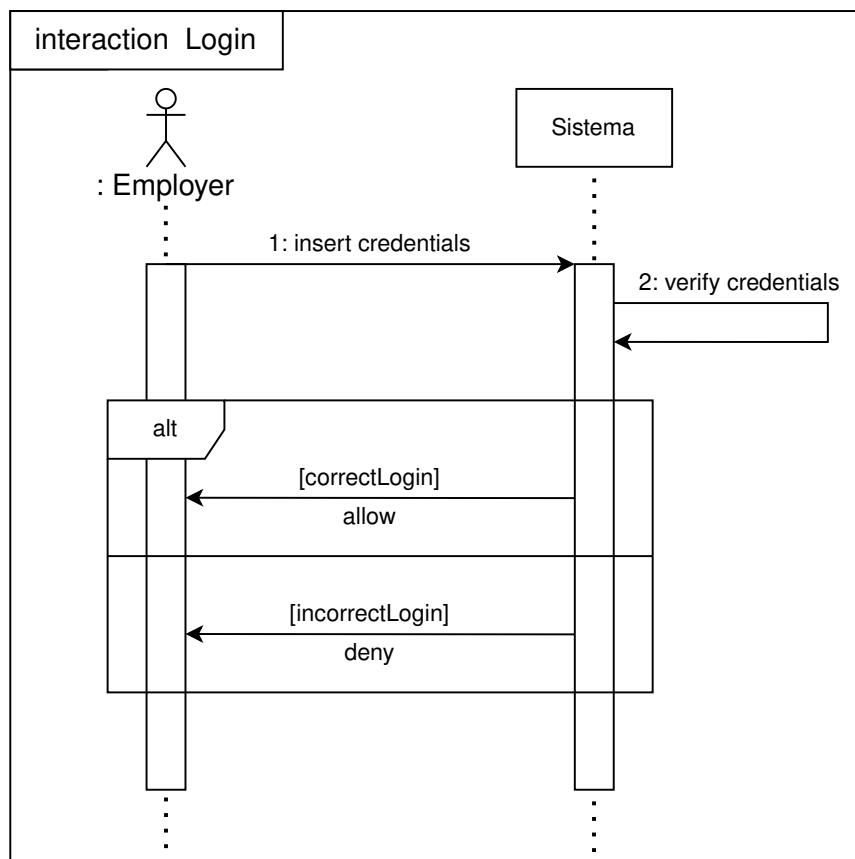 interaction Login
Sistema
: Employer
1: insert credentials
2: verify credentials
alt
[correctLogin]
allow
[incorrectLogin]
deny